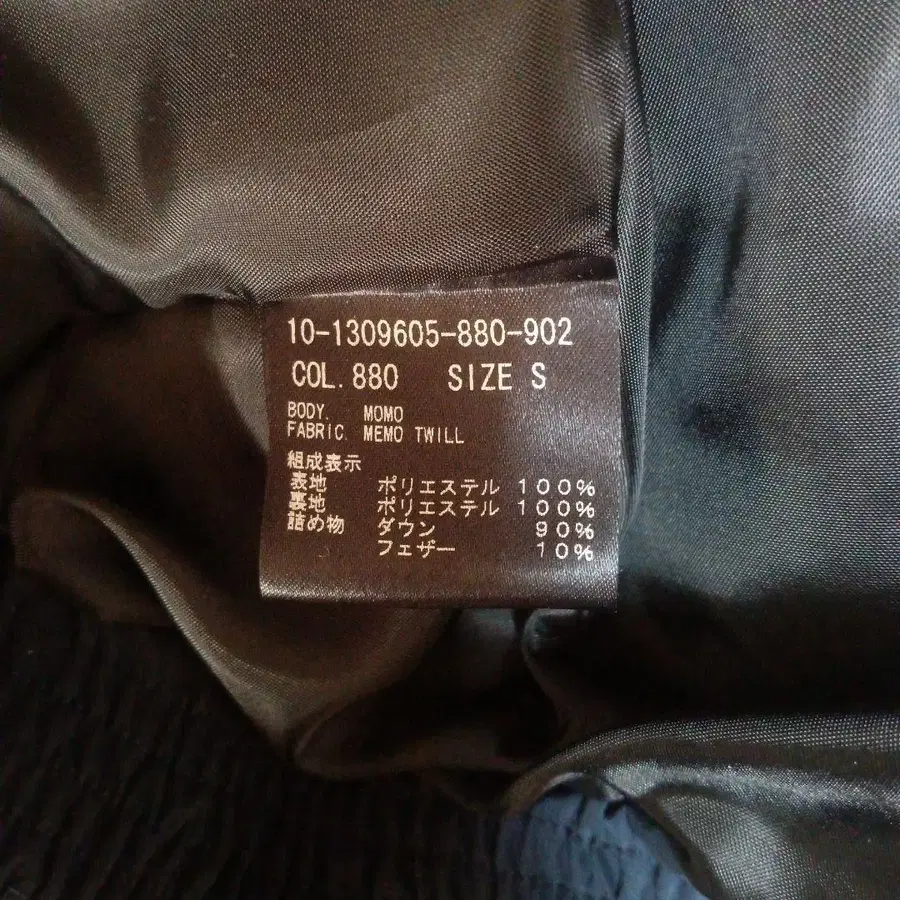 10-1309605-880-902
COL.880 SIZE S
BODY. MOMO
FABRIC. MEMO TWILL
組成表示
表地 ポリエステル 100%
裏地 ポリエステル 100%
詰め物 ダウン 90%
フェザー 10%